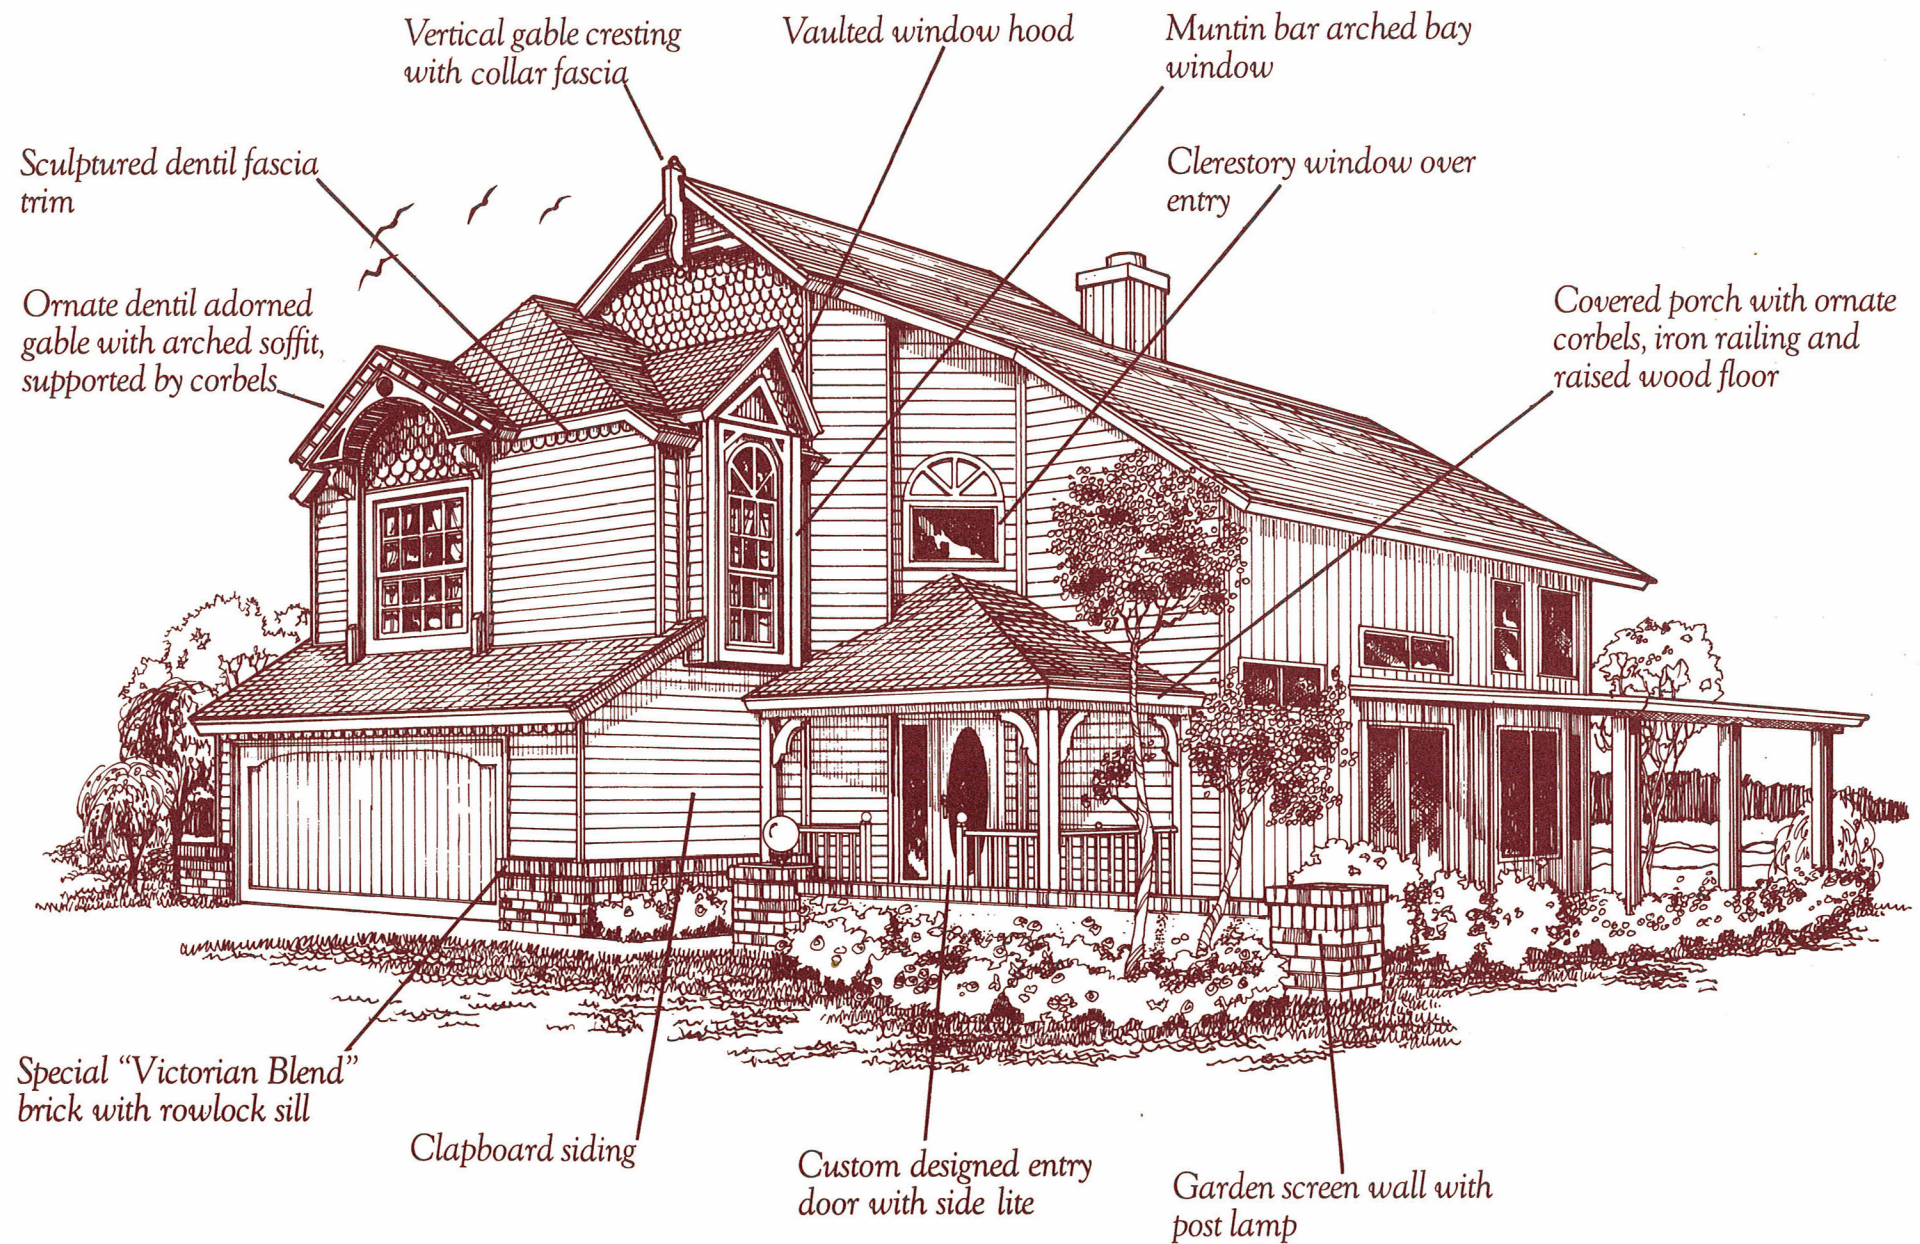 Vertical gable cresting
with collar fascia
Vaulted window hood
Muntin bar arched bay
window
Sculptured dentil fascia
trim
Clerestory window over
entry
Ornate dentil adorned
gable with arched soffit,
supported by corbels
Covered porch with ornate
corbels, iron railing and
raised wood floor
Special “Victorian Blend”
brick with rowlock sill
Clapboard siding
Custom designed entry
door with side lite
Garden screen wall with
post lamp